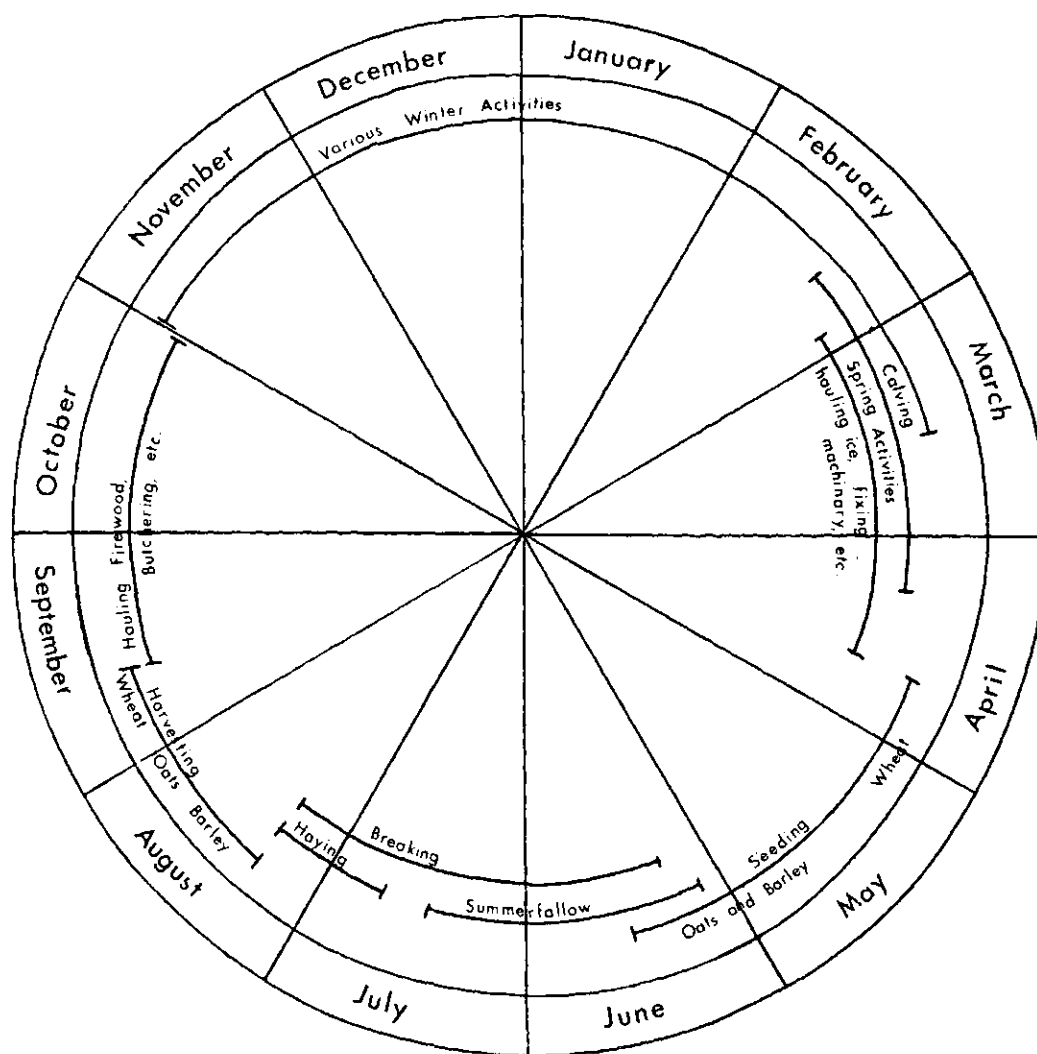 January
February
March
April
May
June
July
August
September
October
November
December
Various Winter Activities
Calving
Spring Activities
hauling ice, fixing
machinary, etc.
Wheat
Seeding
Oats and Barley
Summerfallow
Breaking
Haying
Harvesting
Oats Barley
Wheat
Hauling Firewood,
Butchering, etc.